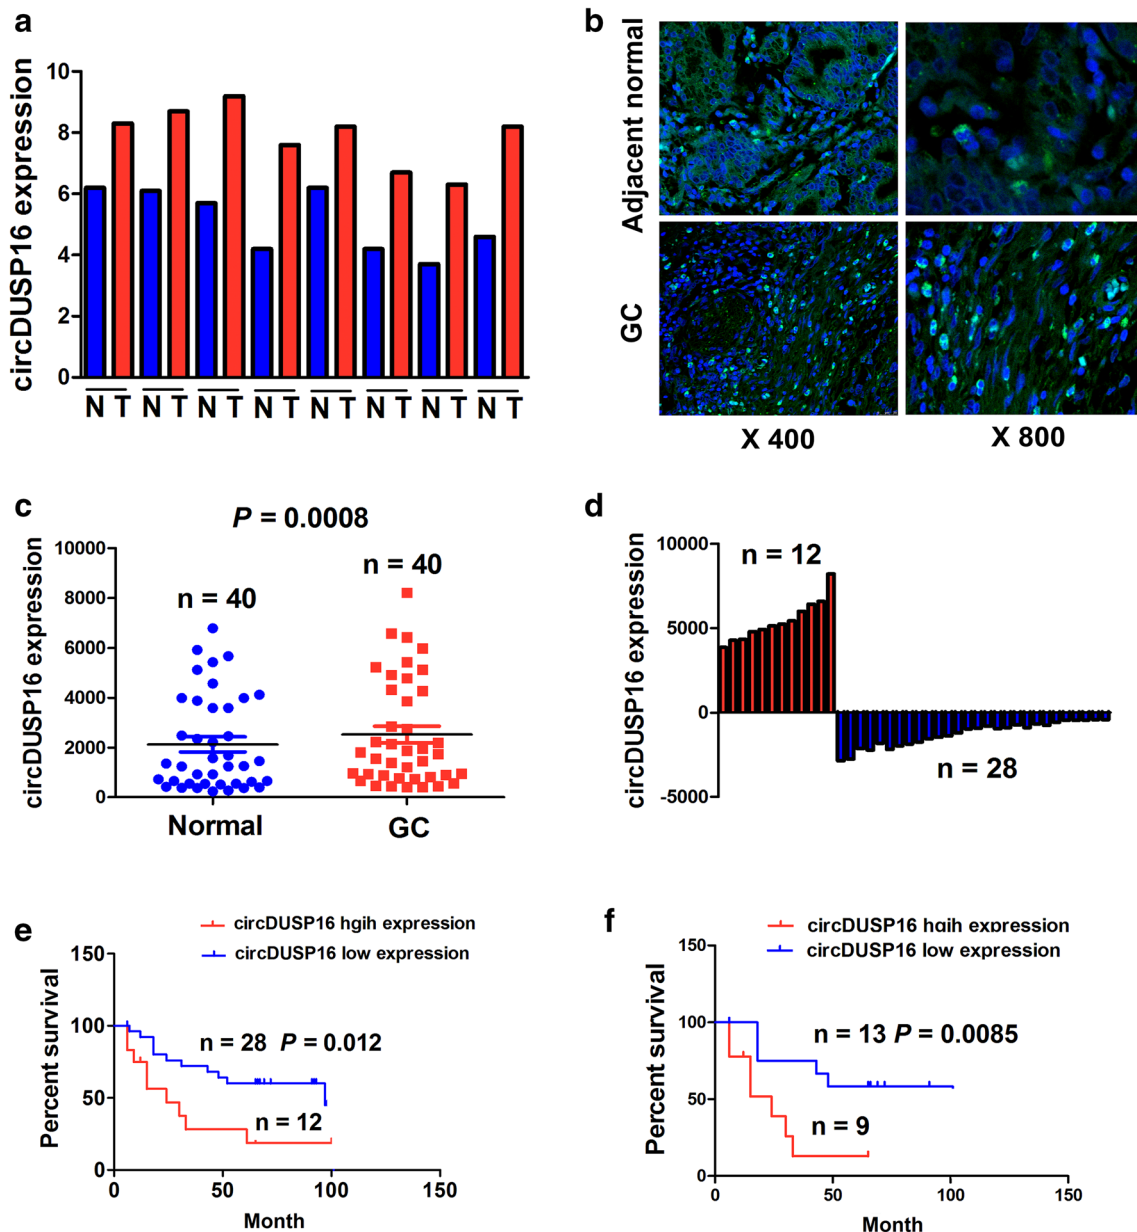 a
circDUSP16 expression
10
8
6
4
2
0
N T N T N T N T N T N T N T N T
b
Adjacent normal
GC
X 400
X 800
c
P = 0.0008
circDUSP16 expression
10000
8000
6000
4000
2000
0
n = 40
n = 40
Normal
GC
d
circDUSP16 expression
10000
5000
0
-5000
n = 12
n = 28
e
circDUSP16 hgih expression
circDUSP16 low expression
Percent survival
150
100
50
0
n = 28 P = 0.012
n = 12
0 50 100 150
Month
f
circDUSP16 hαih expression
circDUSP16 low expression
Percent survival
150
100
50
0
n = 13 P = 0.0085
n = 9
0 50 100 150
Month